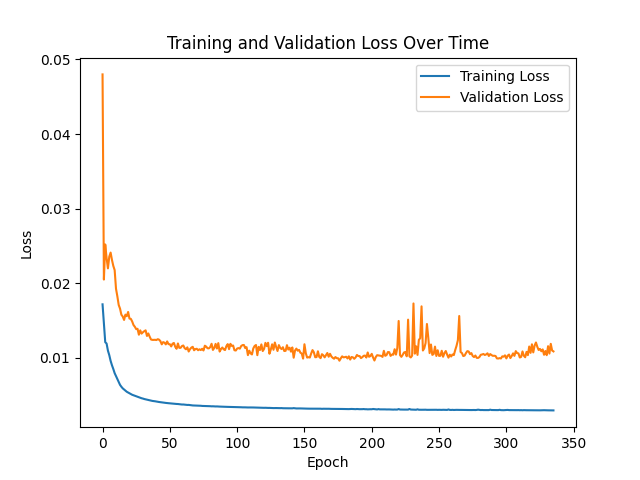 Training and Validation Loss Over Time
Training Loss
Validation Loss
0.05
0.04
0.03
0.02
0.01
Loss
0
50
100
150
200
250
300
350
Epoch